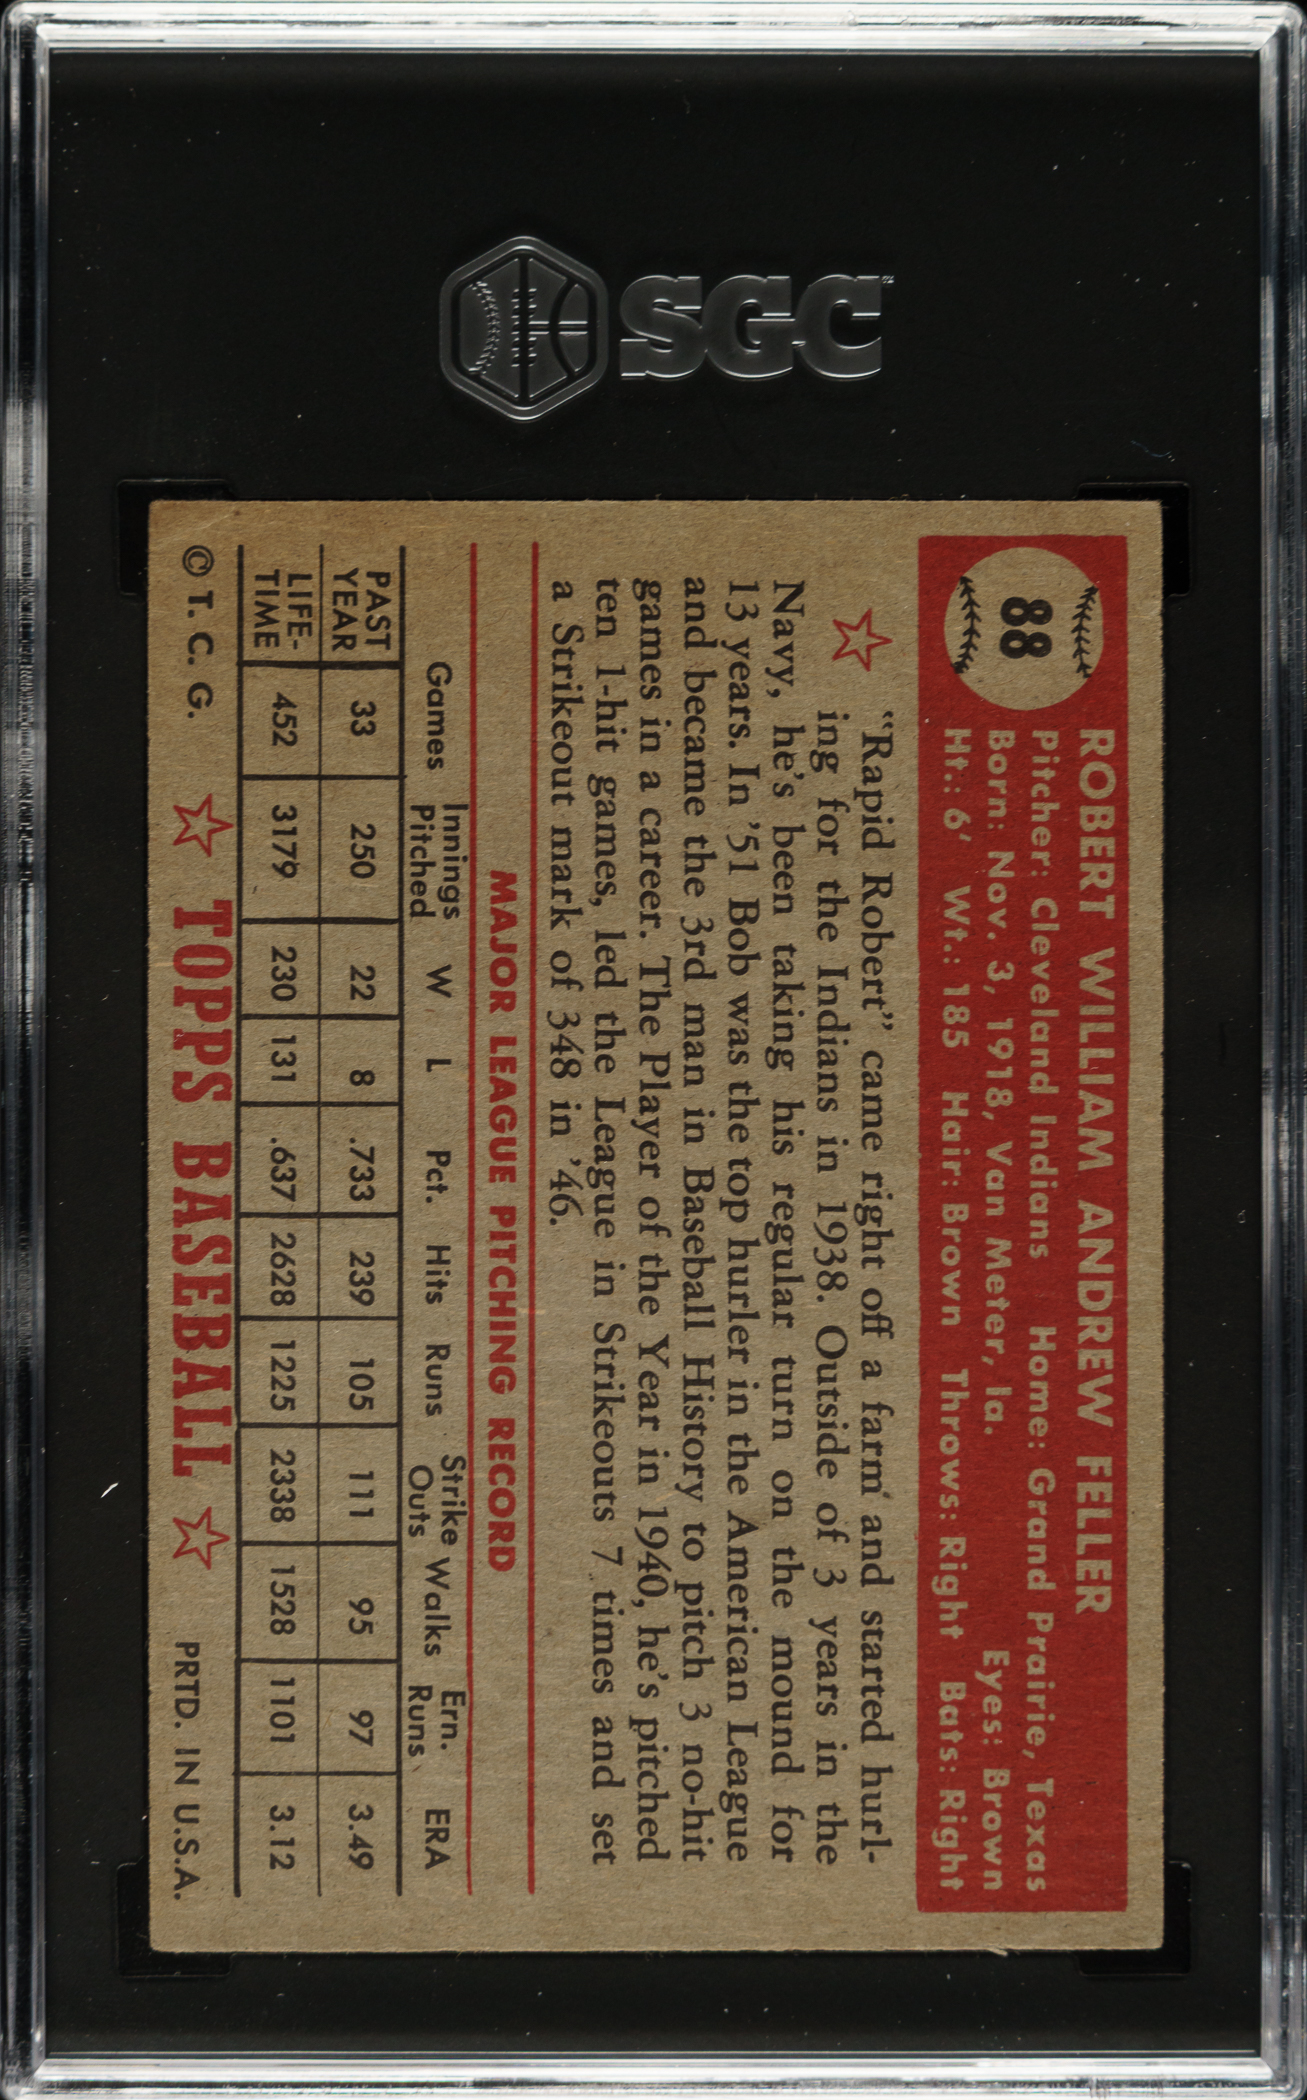 SGC
88
ROBERT WILLIAM ANDREW FELLER
Pitcher: Cleveland Indians Home: Grand Prairie, Texas
Born: Nov. 3, 1918, Van Meter, Ia. Eyes: Brown
Ht.: 6' Wt.: 185 Hair: Brown Throws: Right Bats: Right
"Rapid Robert" came right off a farm and started hurl-
ing for the Indians in 1938. Outside of 3 years in the
Navy, he's been taking his regular turn on the mound for
13 years. In '51 Bob was the top hurler in the American League
and became the 3rd man in Baseball History to pitch 3 no-hit
games in a career. The Player of the Year in 1940, he's pitched
ten 1-hit games, led the League in Strikeouts 7 times and set
a Strikeout mark of 348 in '46.
MAJOR LEAGUE PITCHING RECORD
Games Innings Pitched W L Pct. Hits Runs Strike Outs Walks Ern. Runs ERA
PAST YEAR 33 250 22 8 .733 239 105 111 95 97 3.49
LIFE-TIME 452 3179 230 131 .637 2628 1225 2338 1528 1101 3.12
© T. C. G. TOPPS BASEBALL PRTD. IN U.S.A.